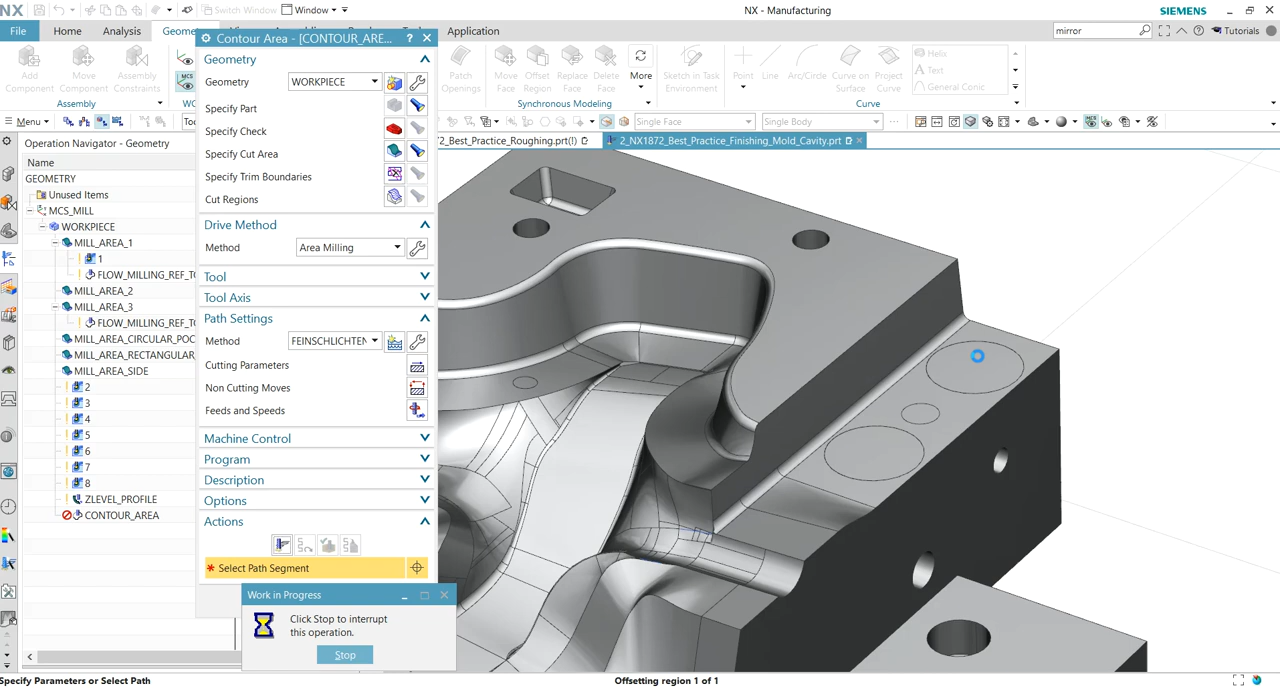 NX
Switch Window
Window
NX - Manufacturing
SIEMENS
File
Home
Analysis
Geome
Assemb
Application
mirror
Tutorials
Add
Component
Move
Component
Assembly
Constraints
Assembly
Patch
Openings
Move
Face
Offset
Region
Replace
Face
Delete
Face
More
Synchronous Modeling
Sketch in Task
Environment
Point
Line
Arc/Circle
Curve on
Surface
Project
Curve
Helix
Text
General Conic
Curve
Menu
Single Face
Single Body
72_Best_Practice_Roughing.prt(!)
2_NX1872_Best_Practice_Finishing_Mold_Cavity.prt
Operation Navigator - Geometry
Name
GEOMETRY
Unused Items
MCS_MILL
WORKPIECE
MILL_AREA_1
1
FLOW_MILLING_REF_TO
MILL_AREA_2
MILL_AREA_3
FLOW_MILLING_REF_TO
MILL_AREA_CIRCULAR_POC
MILL_AREA_RECTANGULAR
MILL_AREA_SIDE
2
3
4
5
6
7
8
ZLEVEL_PROFILE
CONTOUR_AREA
Contour Area - [CONTOUR_ARE...
Geometry
Geometry
WORKPIECE
Specify Part
Specify Check
Specify Cut Area
Specify Trim Boundaries
Cut Regions
Drive Method
Method
Area Milling
Tool
Tool Axis
Path Settings
Method
FEINSCHLICHTEN
Cutting Parameters
Non Cutting Moves
Feeds and Speeds
Machine Control
Program
Description
Options
Actions
* Select Path Segment
Work in Progress
Click Stop to interrupt
this operation.
Stop
Specify Parameters or Select Path
Offsetting region 1 of 1